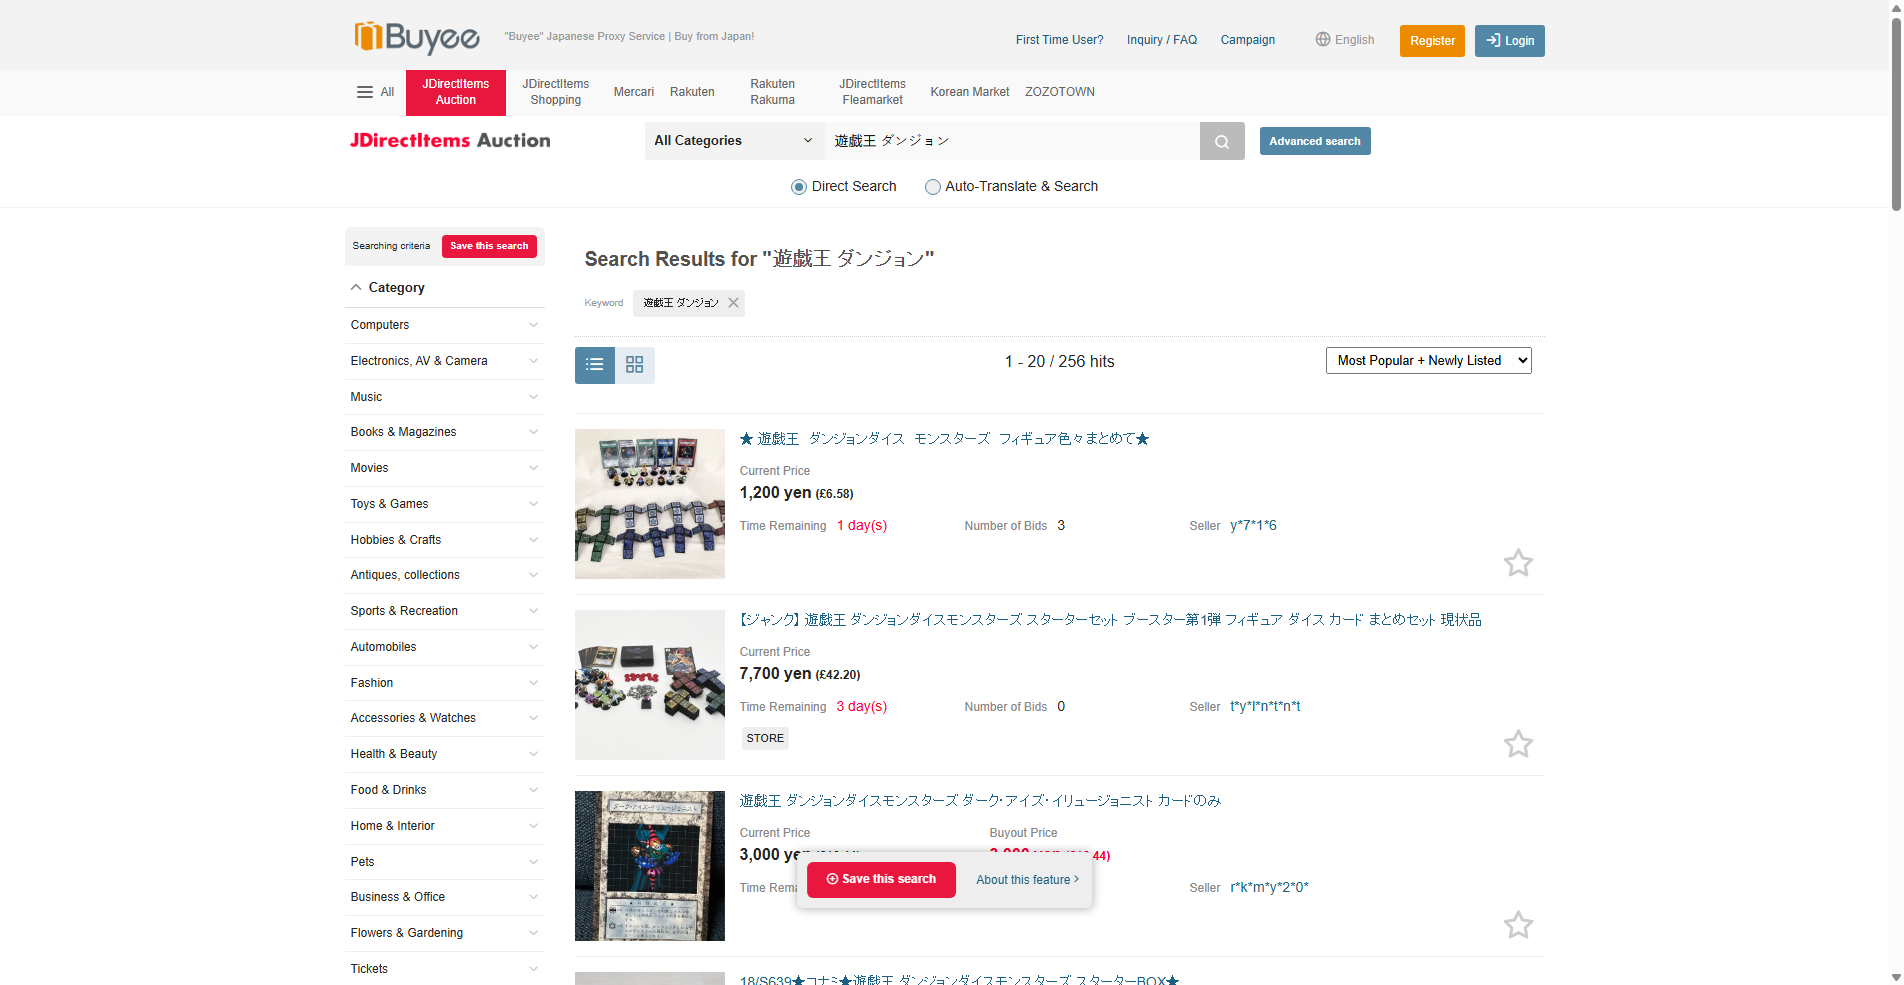 Buyee
"Buyee" Japanese Proxy Service | Buy from Japan!
First Time User?
Inquiry / FAQ
Campaign
English
Register
Login
All
JDirectItems
Auction
JDirectItems
Shopping
Mercari
Rakuten
Rakuten
Rakuma
JDirectItems
Fleamarket
Korean Market
ZOZOTOWN
JDirectItems Auction
All Categories
遊戯王 ダンジョン
Advanced search
Direct Search
Auto-Translate & Search
Searching criteria
Save this search
Category
Computers
Electronics, AV & Camera
Music
Books & Magazines
Movies
Toys & Games
Hobbies & Crafts
Antiques, collections
Sports & Recreation
Automobiles
Fashion
Accessories & Watches
Health & Beauty
Food & Drinks
Home & Interior
Pets
Business & Office
Flowers & Gardening
Tickets
Search Results for "遊戯王 ダンジョン"
Keyword
遊戯王 ダンジョン
1 - 20 / 256 hits
Most Popular + Newly Listed
★ 遊戯王　ダンジョンダイス　モンスターズ　フィギュア色々まとめて★
Current Price
1,200 yen (£6.58)
Time Remaining 1 day(s)
Number of Bids 3
Seller y*7*1*6
【ジャンク】 遊戯王 ダンジョンダイスモンスターズ スターターセット ブースター第1弾 フィギュア ダイス カード まとめセット 現状品
Current Price
7,700 yen (£42.20)
Time Remaining 3 day(s)
Number of Bids 0
Seller t*y*l*n*t*n*t
STORE
ダーク・アイズ・イリュージョニスト
遊戯王 ダンジョンダイスモンスターズ ダーク・アイズ・イリュージョニスト カードのみ
Current Price
3,000 yen
Buyout Price
44)
Time Rema
Seller r*k*m*y*2*0*
Save this search
About this feature
18/S639★コナミ★遊戯王 ダンジョンダイスモンスターズ スターターBOX★